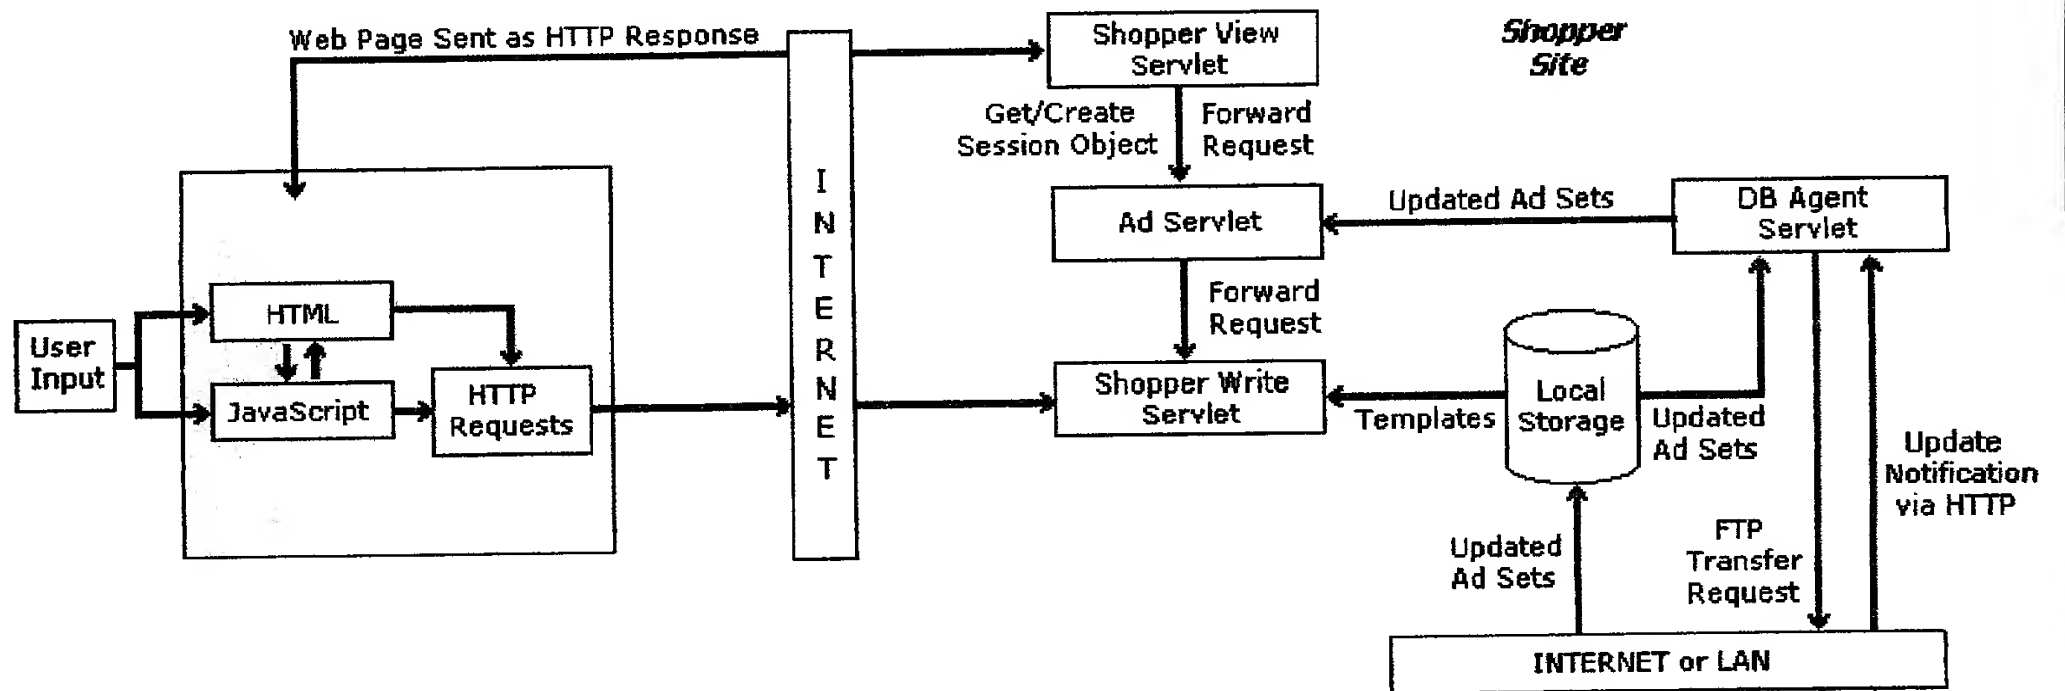 Web Page Sent as HTTP Response
Shopper View
Servlet
Shopper
Site
Get/Create
Session Object
Forward
Request
I
N
T
E
R
N
E
T
Ad Servlet
Updated Ad Sets
DB Agent
Servlet
Forward
Request
User
Input
HTML
JavaScript
HTTP
Requests
Shopper Write
Servlet
Templates
Local
Storage
Updated
Ad Sets
Update
Notification
via HTTP
Updated
Ad Sets
FTP
Transfer
Request
INTERNET or LAN